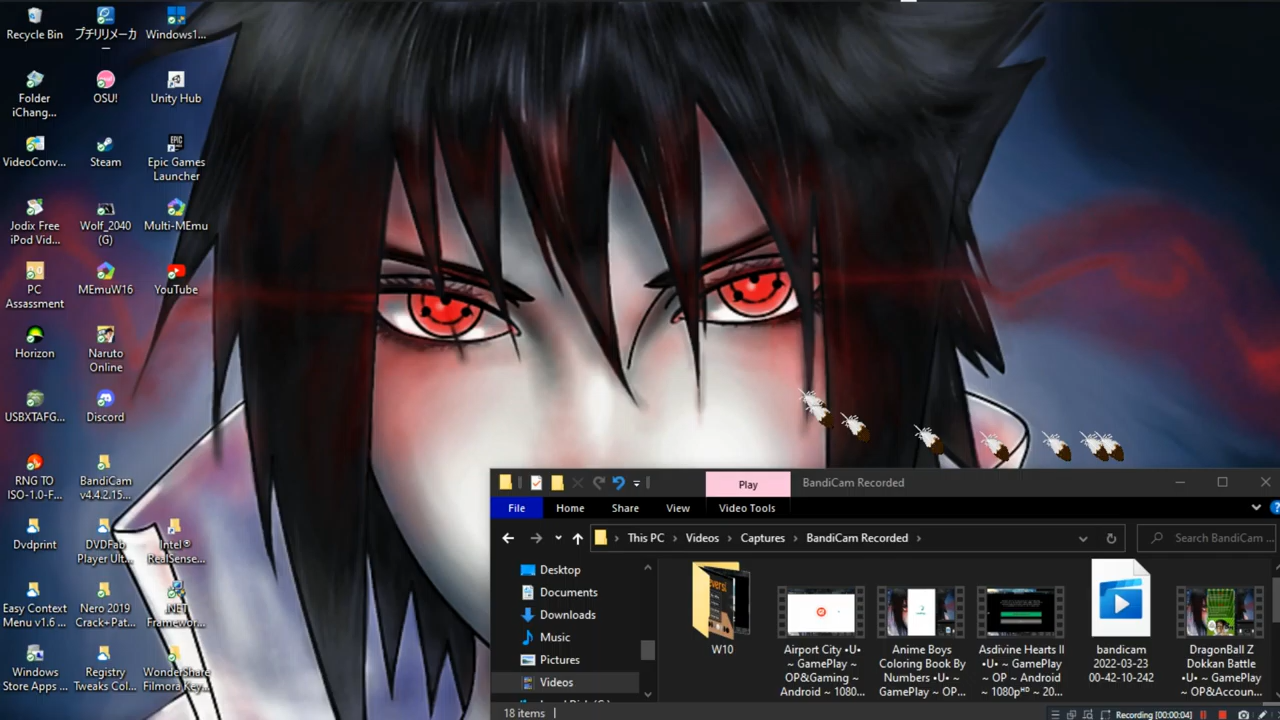 Recycle Bin
プチリリメーカー
Windows1...
Folder
iChang...
OSU!
Unity Hub
VideoConv...
Steam
Epic Games
Launcher
Jodix Free
iPod Vid...
Wolf_2040
(G)
Multi-MEmu
PC
Assassment
MEmuW16
YouTube
Horizon
Naruto
Online
USBXTAFG...
Discord
RNG TO
ISO-1.0-F...
BandiCam
v4.4.2.15...
Dvdprint
DVDFab
Player Ult...
Intel®
RealSense...
Easy Context
Menu v1.6 ...
Nero 2019
Crack+Pat...
.NET
Framewor...
Windows
Store Apps ...
Registry
Tweaks Col...
WonderShare
Filmora Key...
Play
BandiCam Recorded
File
Home
Share
View
Video Tools
This PC
Videos
Captures
BandiCam Recorded
Search BandiCam ...
Desktop
Documents
Downloads
Music
Pictures
Videos
W10
Airport City •U•
~ GamePlay ~
OP&Gaming ~
Android ~ 1080...
Anime Boys
Coloring Book By
Numbers •U• ~
GamePlay ~ OP...
Asdivine Hearts II
•U• ~ GamePlay
~ OP ~ Android
~ 1080pᴴᴰ ~ 20...
bandicam
2022-03-23
00-42-10-242
DragonBall Z
Dokkan Battle
•U• ~ GamePlay
~ OP&Accoun...
18 items
Recording [00:00:04]